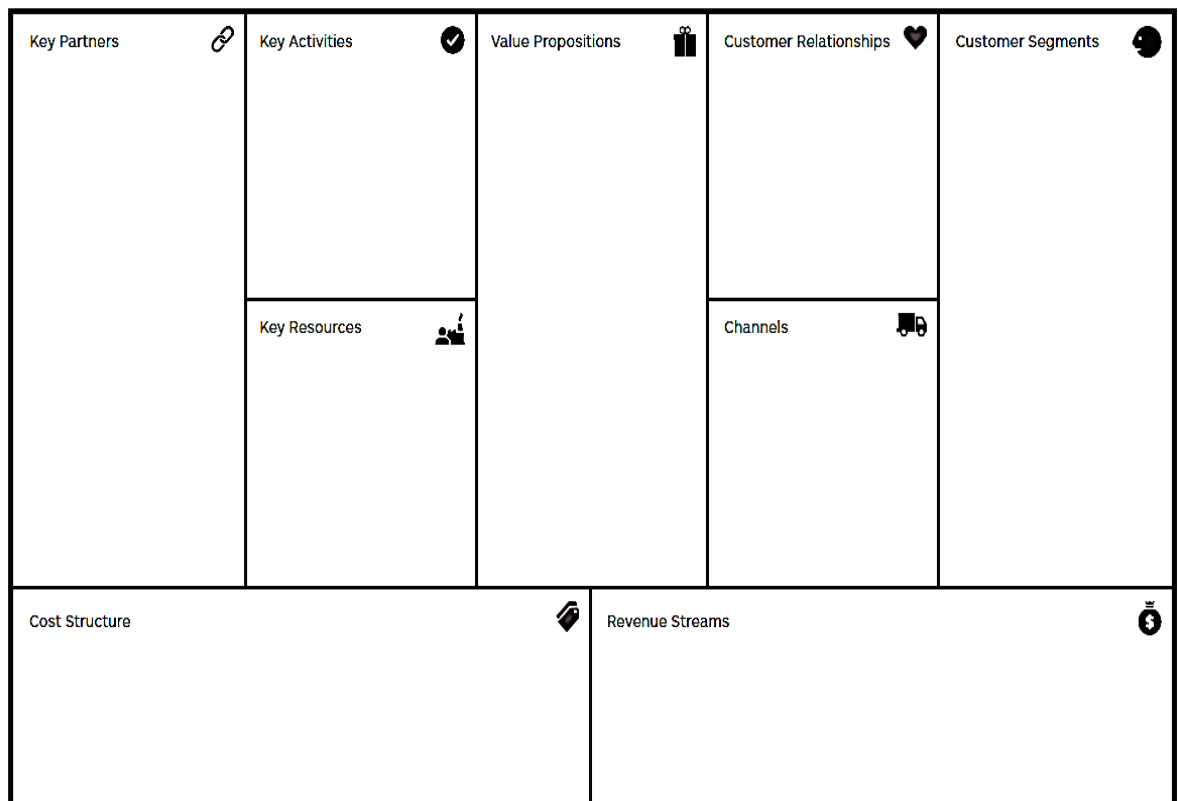 Key Partners
Key Activities
Value Propositions
Customer Relationships
Customer Segments
Key Resources
Channels
Cost Structure
Revenue Streams
$